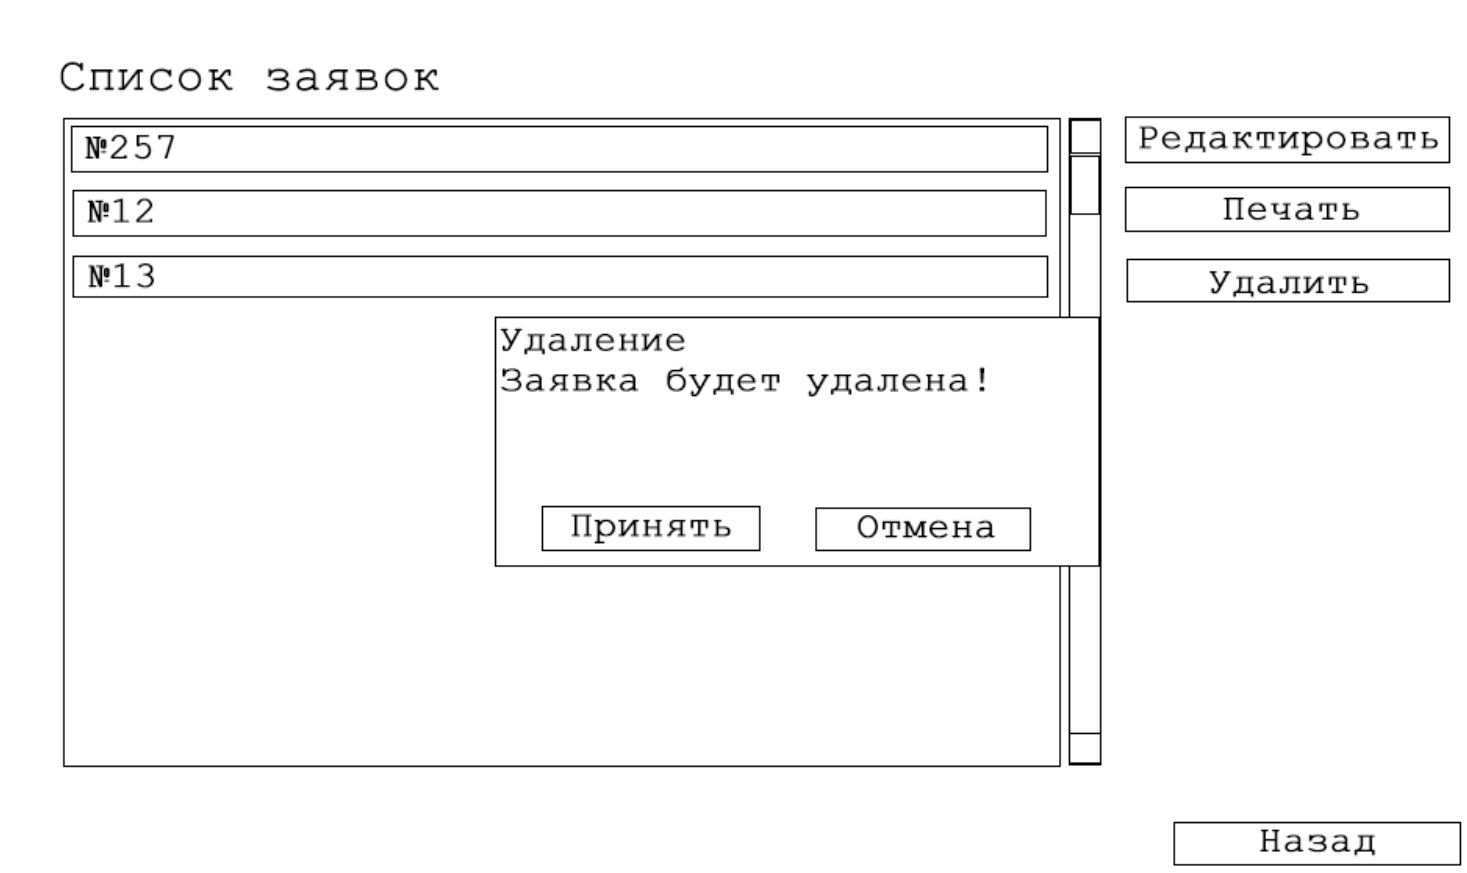 Список заявок
№257
№12
№13
Редактировать
Печать
Удалить
Удаление
Заявка будет удалена!
Принять
Отмена
Назад